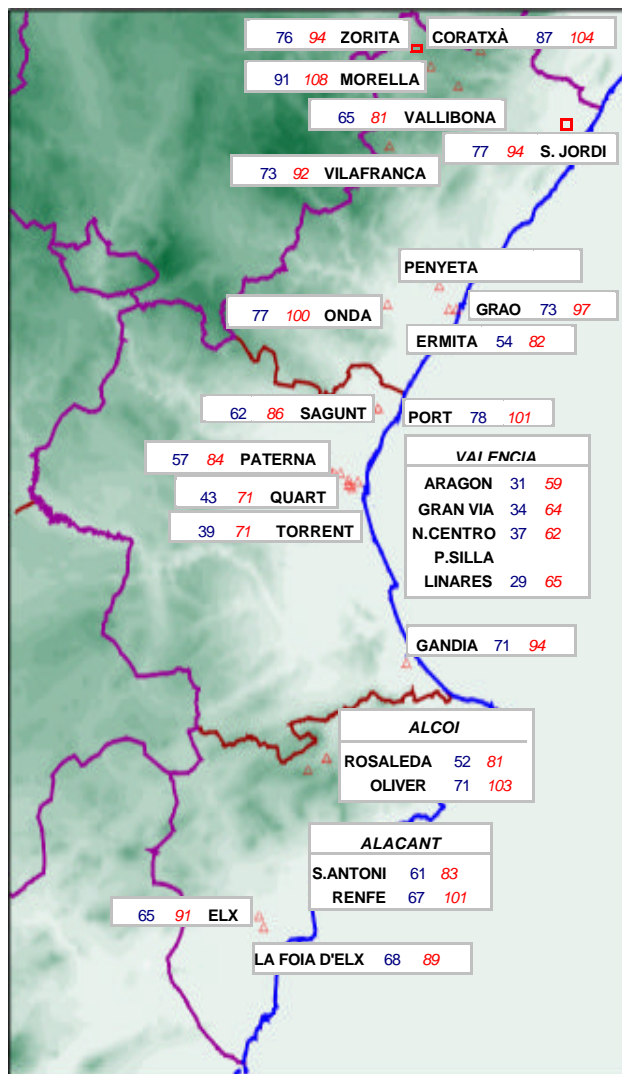 76 94 ZORITA
CORATXÀ 87 104
91 108 MORELLA
65 81 VALLIBONA
77 94 S. JORDI
73 92 VILAFRANCA
PENYETA
77 100 ONDA
GRAO 73 97
ERMITA 54 82
62 86 SAGUNT
PORT 78 101
57 84 PATERNA
43 71 QUART
39 71 TORRENT
VALENCIA
ARAGON 31 59
GRAN VIA 34 64
N.CENTRO 37 62
P.SILLA
LINARES 29 65
GANDIA 71 94
ALCOI
ROSALEDA 52 81
OLIVER 71 103
ALACANT
S.ANTONI 61 83
RENFE 67 101
65 91 ELX
LA FOIA D'ELX 68 89